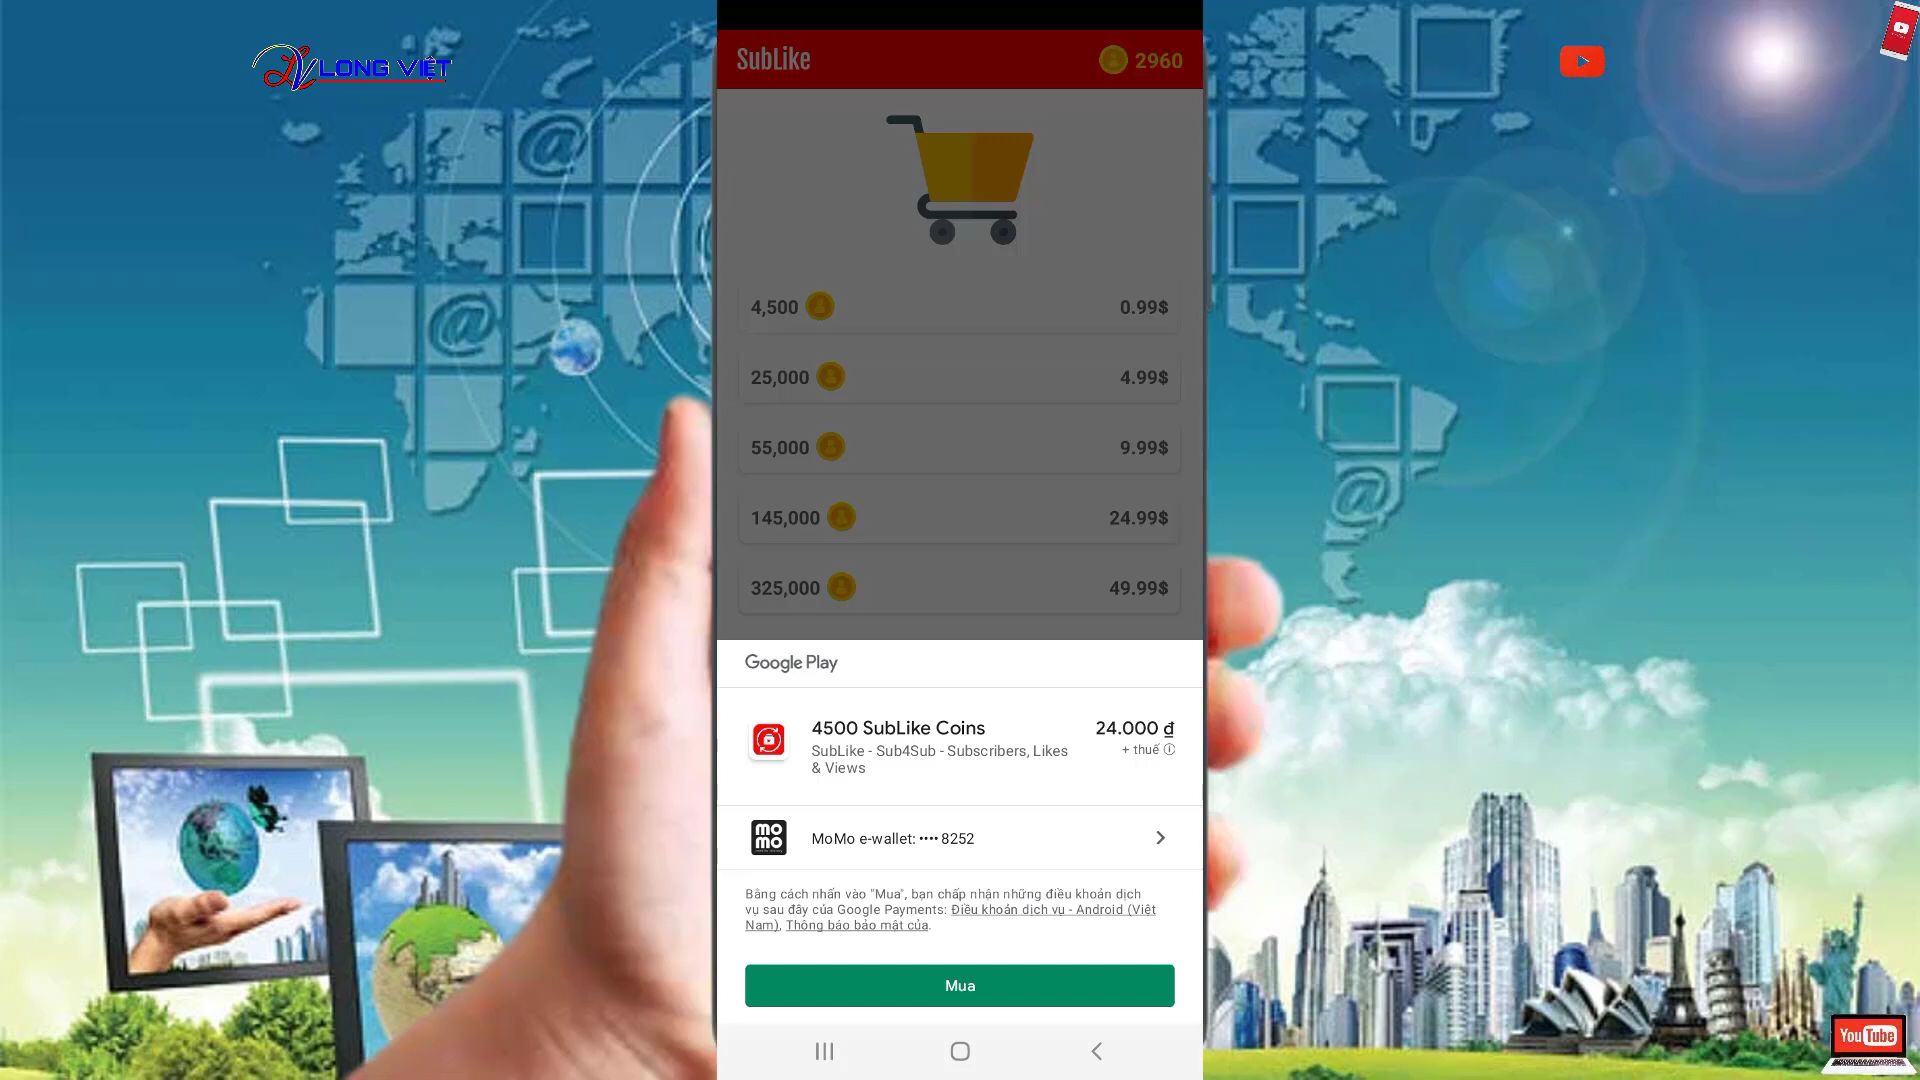 LONG VIỆT
SubLike
2960
4,500 0.99$
25,000 4.99$
55,000 9.99$
145,000 24.99$
325,000 49.99$
Google Play
4500 SubLike Coins 24.000 ₫
SubLike - Sub4Sub - Subscribers, Likes + thuế
& Views
MoMo e-wallet: •••• 8252
Bằng cách nhấn vào "Mua", bạn chấp nhận những điều khoản dịch
vụ sau đây của Google Payments: Điều khoản dịch vụ - Android (Việt
Nam), Thông báo bảo mật của.
Mua
YouTube